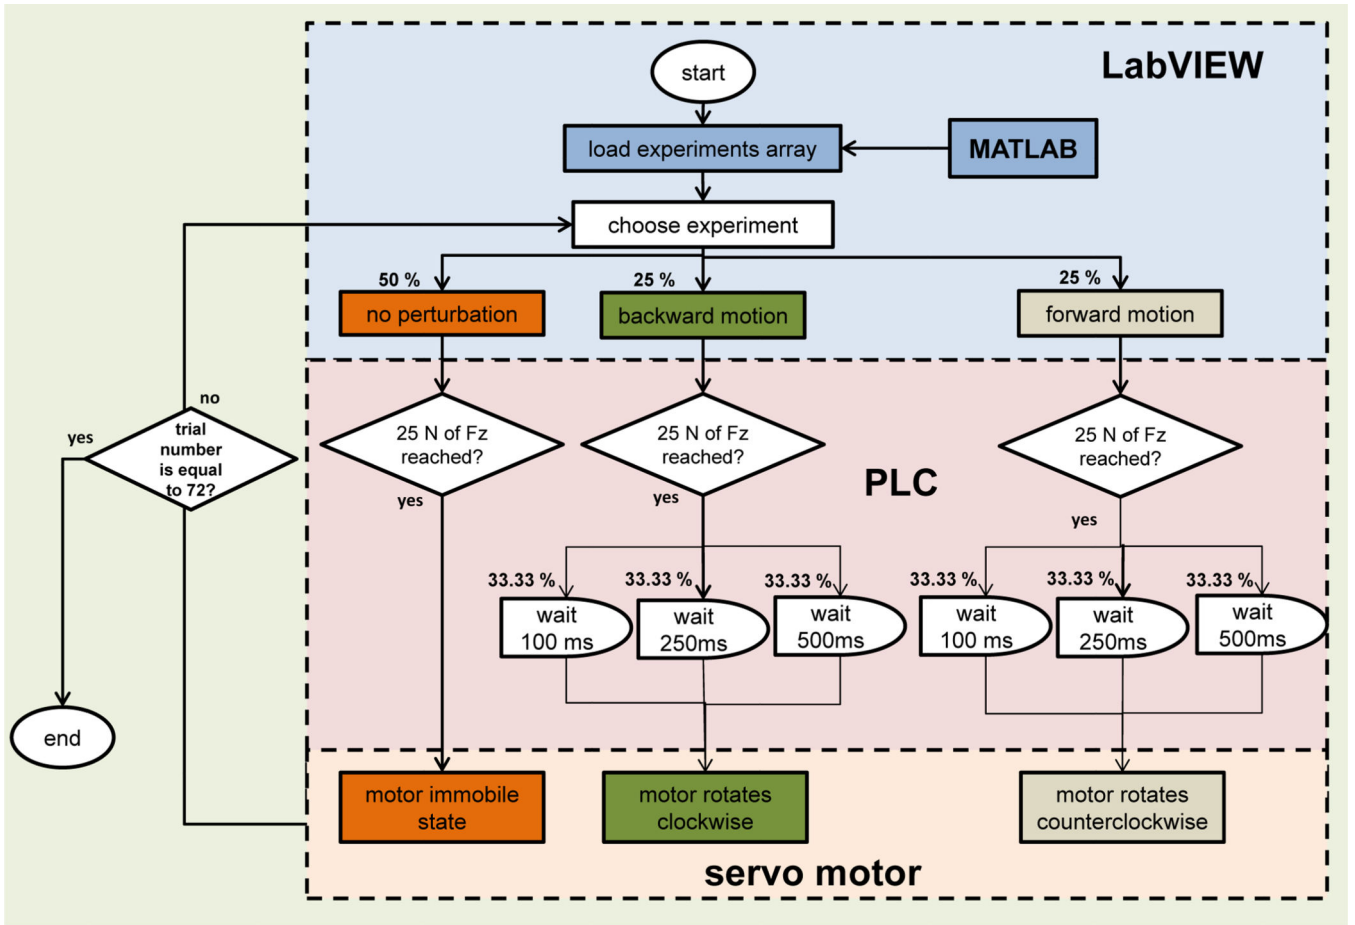 LabVIEW
start
load experiments array
MATLAB
choose experiment
50 %
25 %
25 %
no perturbation
backward motion
forward motion
no
yes
trial
number
is equal
to 72?
25 N of Fz
reached?
25 N of Fz
reached?
25 N of Fz
reached?
PLC
yes
yes
yes
33.33 %
33.33 %
33.33 %
33.33 %
33.33 %
33.33 %
wait
100 ms
wait
250ms
wait
500ms
wait
100 ms
wait
250ms
wait
500ms
end
motor immobile
state
motor rotates
clockwise
motor rotates
counterclockwise
servo motor